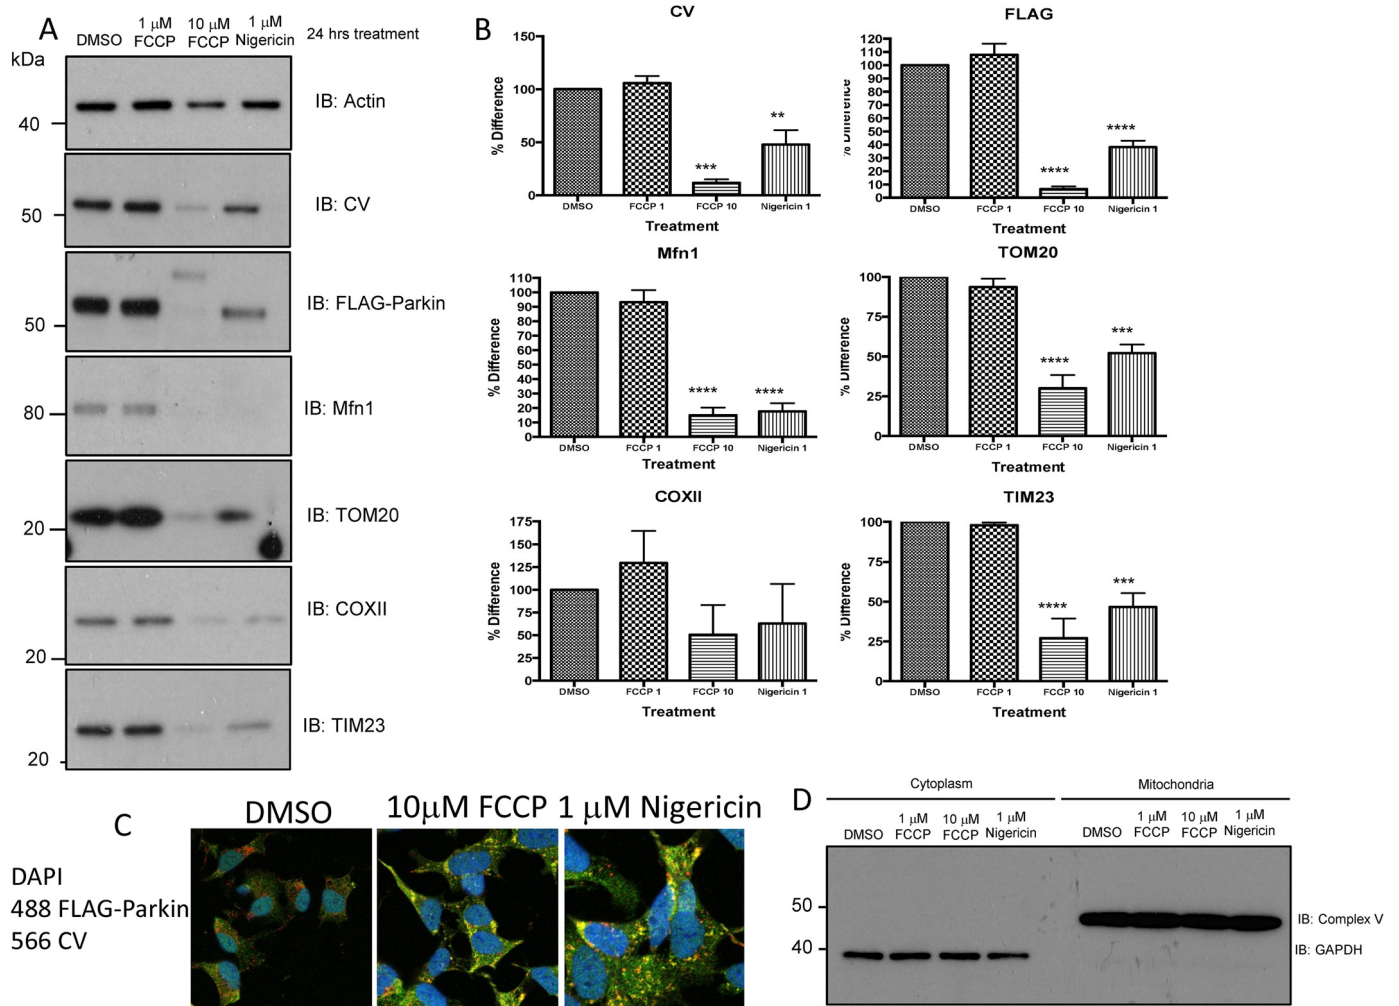 A
DMSO
1 μM
FCCP
10 μM
FCCP
1 μM
Nigericin
24 hrs treatment
kDa
40
IB: Actin
50
IB: CV
50
IB: FLAG-Parkin
80
IB: Mfn1
20
IB: TOM20
20
IB: COXII
20
IB: TIM23
B
CV
% Difference
150
100
50
0
***
**
DMSO FCCP 1 FCCP 10 Nigericin 1
Treatment
FLAG
% Difference
120
110
100
90
80
70
60
50
40
30
20
10
0
****
****
DMSO FCCP 1 FCCP 10 Nigericin 1
Treatment
Mfn1
% Difference
110
100
90
80
70
60
50
40
30
20
10
0
****
****
DMSO FCCP 1 FCCP 10 Nigericin 1
Treatment
TOM20
% Difference
100
75
50
25
0
****
***
DMSO FCCP 1 FCCP 10 Nigericin 1
Treatment
COXII
% Difference
175
150
125
100
75
50
25
0
DMSO FCCP 1 FCCP 10 Nigericin 1
Treatment
TIM23
% Difference
100
75
50
25
0
****
***
DMSO FCCP 1 FCCP 10 Nigericin 1
Treatment
C
DMSO
10μM FCCP
1 μM Nigericin
DAPI
488 FLAG-Parkin
566 CV
D
Cytoplasm
Mitochondria
DMSO
1 μM
FCCP
10 μM
FCCP
1 μM
Nigericin
DMSO
1 μM
FCCP
10 μM
FCCP
1 μM
Nigericin
50
40
IB: Complex V
IB: GAPDH